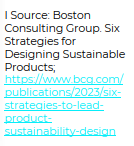 I Source: Boston
Consulting Group. Six
Strategies for
Designing Sustainable
Products;
https://www.bcg.com/
publications/2023/six-
strategies-to-lead-
product-
sustainability-design